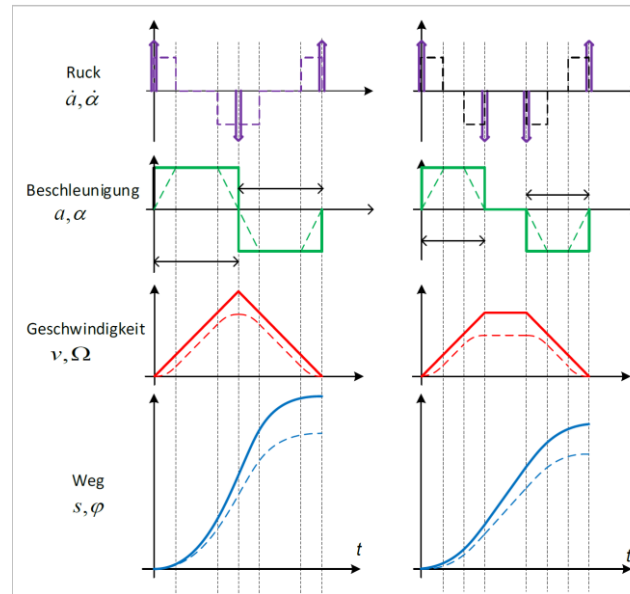 Ruck
ȧ, α̇
Beschleunigung
a, α
Geschwindigkeit
v, Ω
Weg
s, φ
t
t